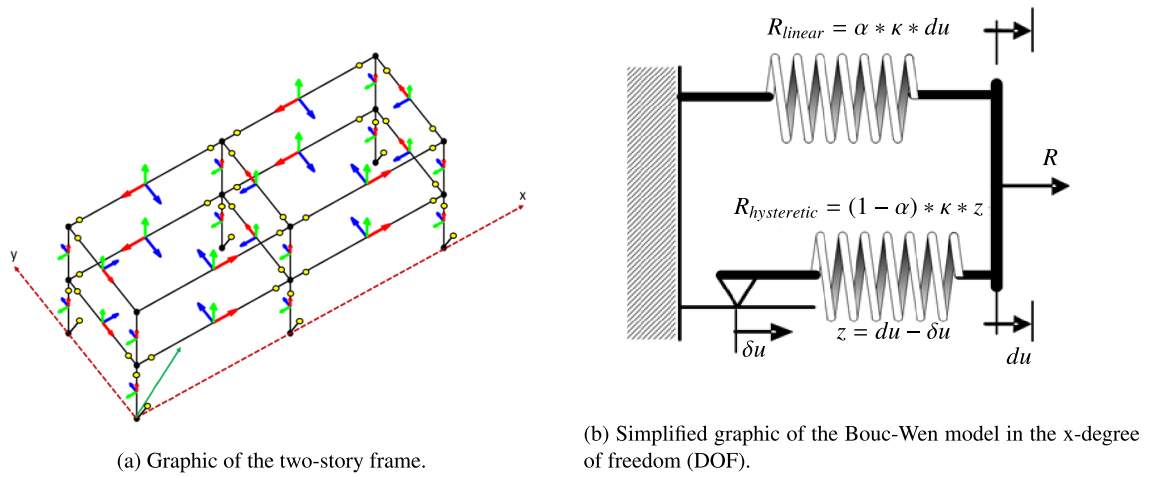 y
x
(a) Graphic of the two-story frame.
R_linear = α ∗ κ ∗ du
R
R_hysteretic = (1 − α) ∗ κ ∗ z
z = du − δu
δu
du
(b) Simplified graphic of the Bouc-Wen model in the x-degree
of freedom (DOF).